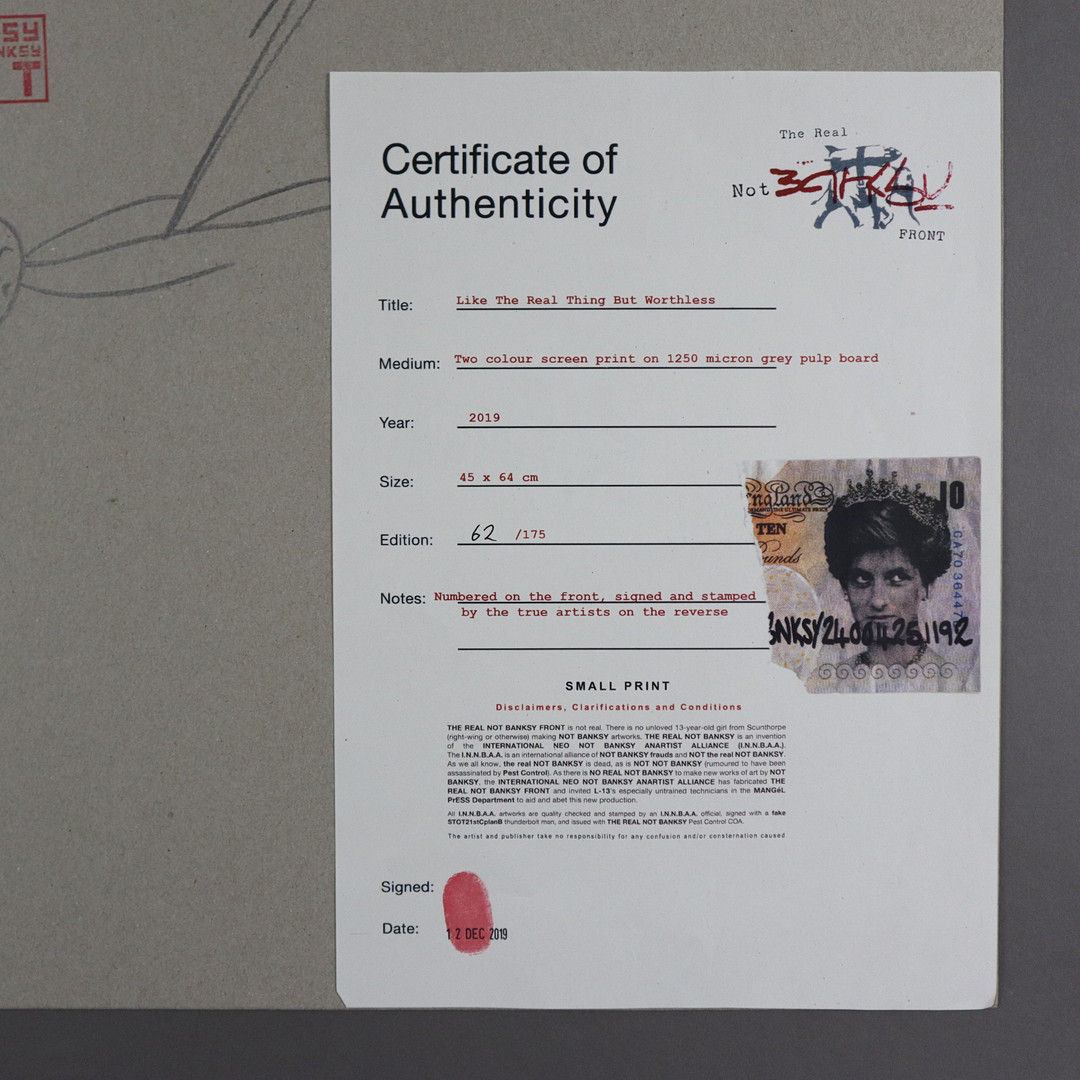 SY
NKSY
T
Certificate of
Authenticity
The Real
Not
FRONT
Title: Like The Real Thing But Worthless
Medium: Two colour screen print on 1250 micron grey pulp board
Year: 2019
Size: 45 x 64 cm
Edition: 62 /175
Notes: Numbered on the front, signed and stamped
by the true artists on the reverse
England
10
TEN
ounds
GA70 36447
BNKSY/24004251192
SMALL PRINT
Disclaimers, Clarifications and Conditions
THE REAL NOT BANKSY FRONT is not real. There is no unloved 13-year-old girl from Scunthorpe
(right-wing or otherwise) making NOT BANKSY artworks. THE REAL NOT BANKSY is an invention
of the INTERNATIONAL NEO NOT BANKSY ANARTIST ALLIANCE (I.N.N.B.A.A.).
The I.N.N.B.A.A. is an international alliance of NOT BANKSY frauds and NOT the real NOT BANKSY.
As we all know, the real NOT BANKSY is dead, as is NOT NOT BANKSY (rumoured to have been
assassinated by Pest Control). As there is NO REAL NOT BANKSY to make new works of art by NOT
BANKSY, the INTERNATIONAL NEO NOT BANKSY ANARTIST ALLIANCE has fabricated THE
REAL NOT BANKSY FRONT and invited L-13's especially untrained technicians in the MANGéL
PrESS Department to aid and abet this new production.
All I.N.N.B.A.A. artworks are quality checked and stamped by an I.N.N.B.A.A. official, signed with a fake
STOT21stCplanB thunderbolt man, and issued with THE REAL NOT BANKSY Pest Control COA.
The artist and publisher take no responsibility for any confusion and/or consternation caused
Signed:
Date: 12 DEC 2019